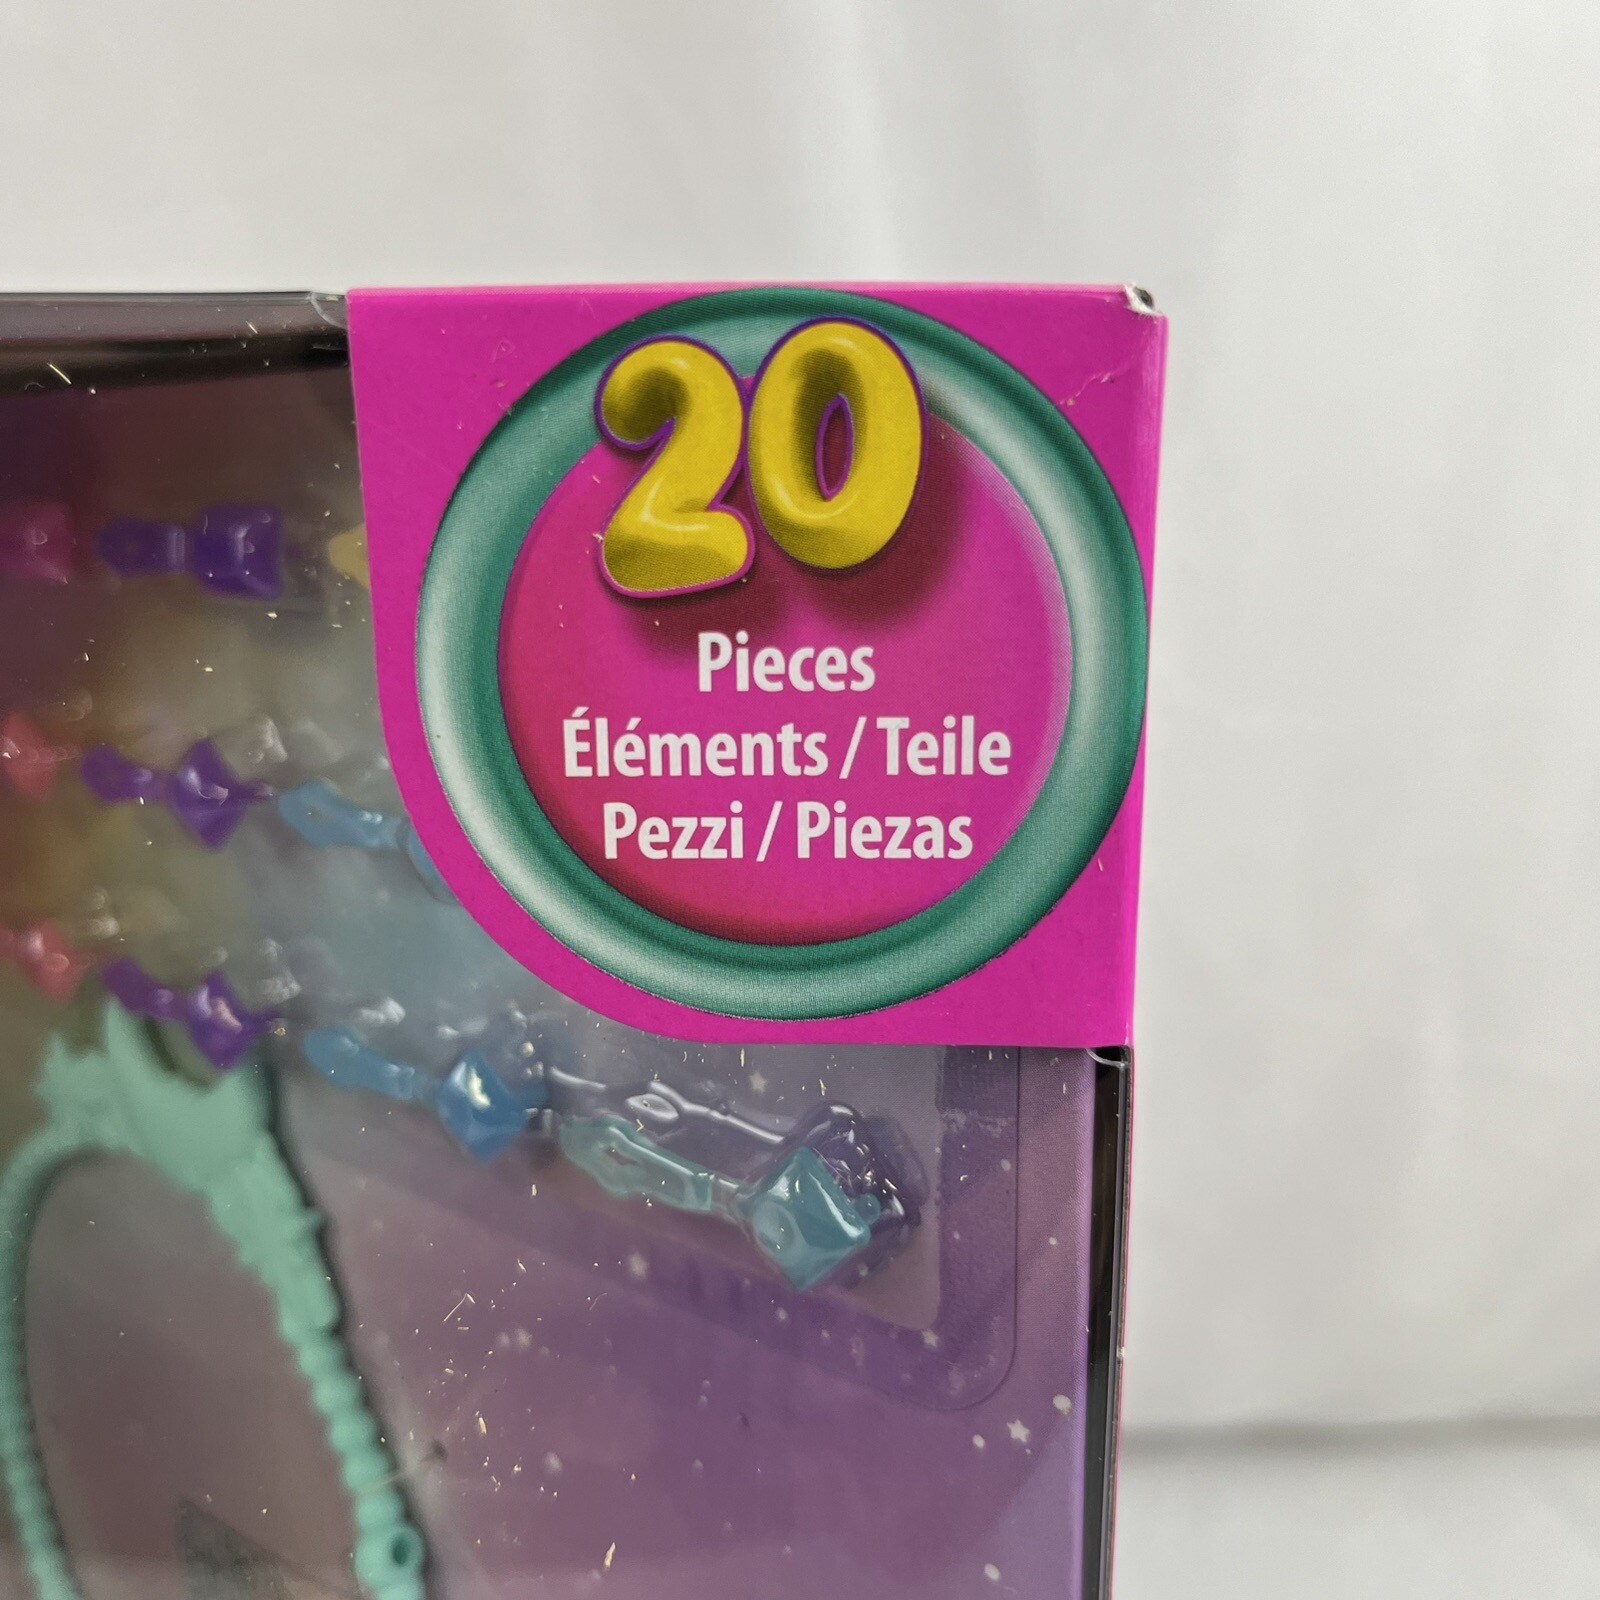 20
Pieces
Éléments / Teile
Pezzi / Piezas